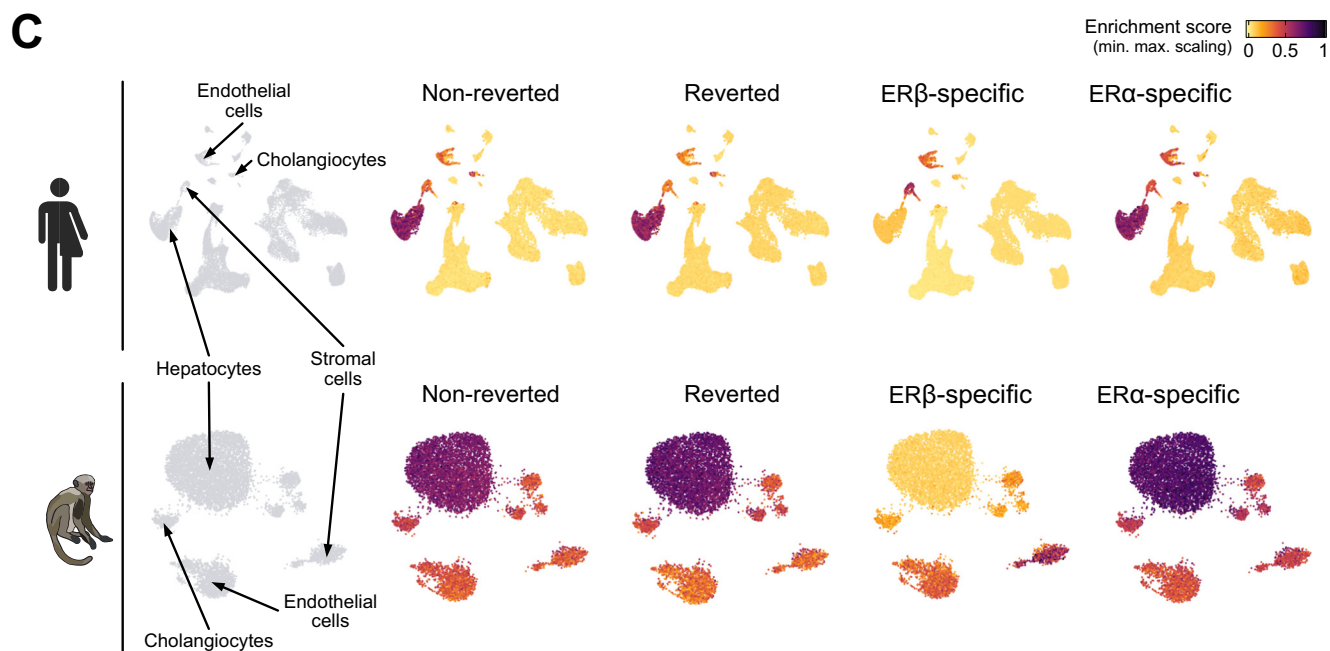 C
Enrichment score
(min. max. scaling)
0 0.5 1
Endothelial
cells
Cholangiocytes
Non-reverted
Reverted
ERβ-specific
ERα-specific
Hepatocytes
Stromal
cells
Non-reverted
Reverted
ERβ-specific
ERα-specific
Endothelial
cells
Cholangiocytes